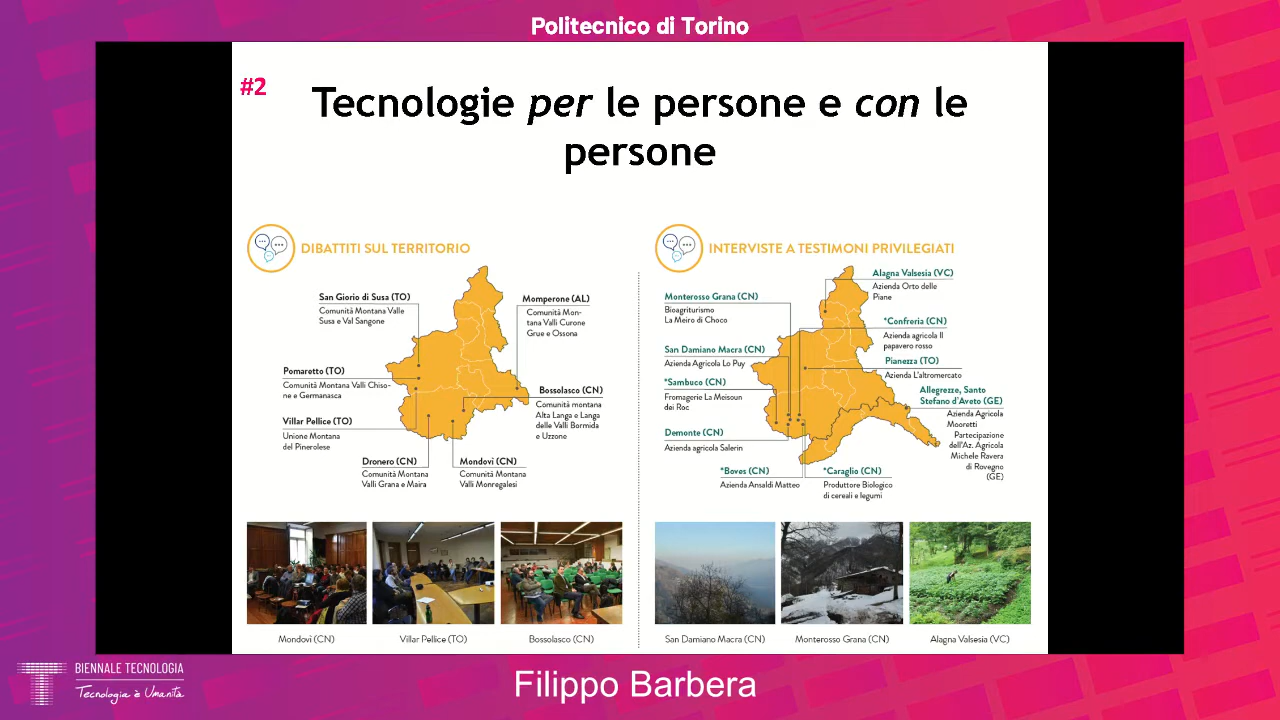 Politecnico di Torino
#2
Tecnologie per le persone e con le
persone
DIBATTITI SUL TERRITORIO
San Giorio di Susa (TO)
Comunità Montana Valle
Susa e Val Sangone
Momperone (AL)
Comunità Mon-
tana Valli Curone
Grue e Ossona
Pomaretto (TO)
Comunità Montana Valli Chiso-
ne e Germanasca
Bossolasco (CN)
Comunità montana
Alta Langa e Langa
delle Valli Bormida
e Uzzone
Villar Pellice (TO)
Unione Montana
del Pinerolese
Dronero (CN)
Comunità Montana
Valli Grana e Maira
Mondovì (CN)
Comunità Montana
Valli Monregalesi
Mondovì (CN)
Villar Pellice (TO)
Bossolasco (CN)
INTERVISTE A TESTIMONI PRIVILEGIATI
Alagna Valsesia (VC)
Azienda Orto delle
Piane
Monterosso Grana (CN)
Bioagriturismo
La Meiro di Choco
*Confreria (CN)
Azienda agricola Il
papavero rosso
San Damiano Macra (CN)
Azienda Agricola Lo Puy
Pianezza (TO)
Azienda L'altromercato
*Sambuco (CN)
Fromagerie La Meisoun
dei Roc
Allegrezze, Santo
Stefano d'Aveto (GE)
Azienda Agricola
Mooretti
Partecipazione
dell'Az. Agricola
Michele Ravera
di Rovegno
(GE)
Demonte (CN)
Azienda agricola Salerin
*Boves (CN)
Azienda Ansaldi Matteo
*Caraglio (CN)
Produttore Biologico
di cereali e legumi
San Damiano Macra (CN)
Monterosso Grana (CN)
Alagna Valsesia (VC)
BIENNALE TECNOLOGIA
Tecnologia è Umanità
Filippo Barbera